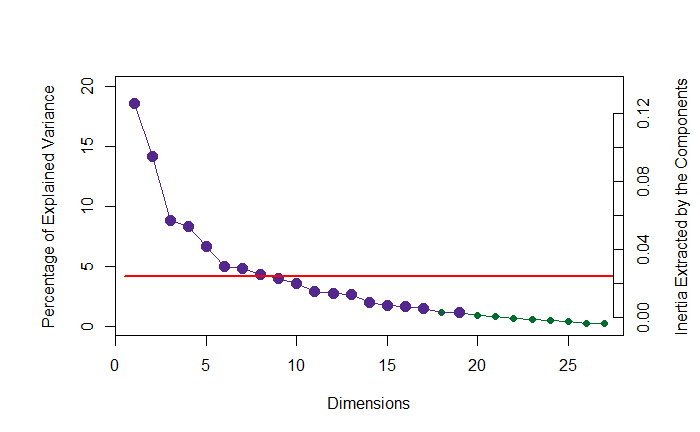 Percentage of Explained Variance
20
15
10
5
0
0.12
0.08
0.04
0.00
Inertia Extracted by the Components
0 5 10 15 20 25
Dimensions